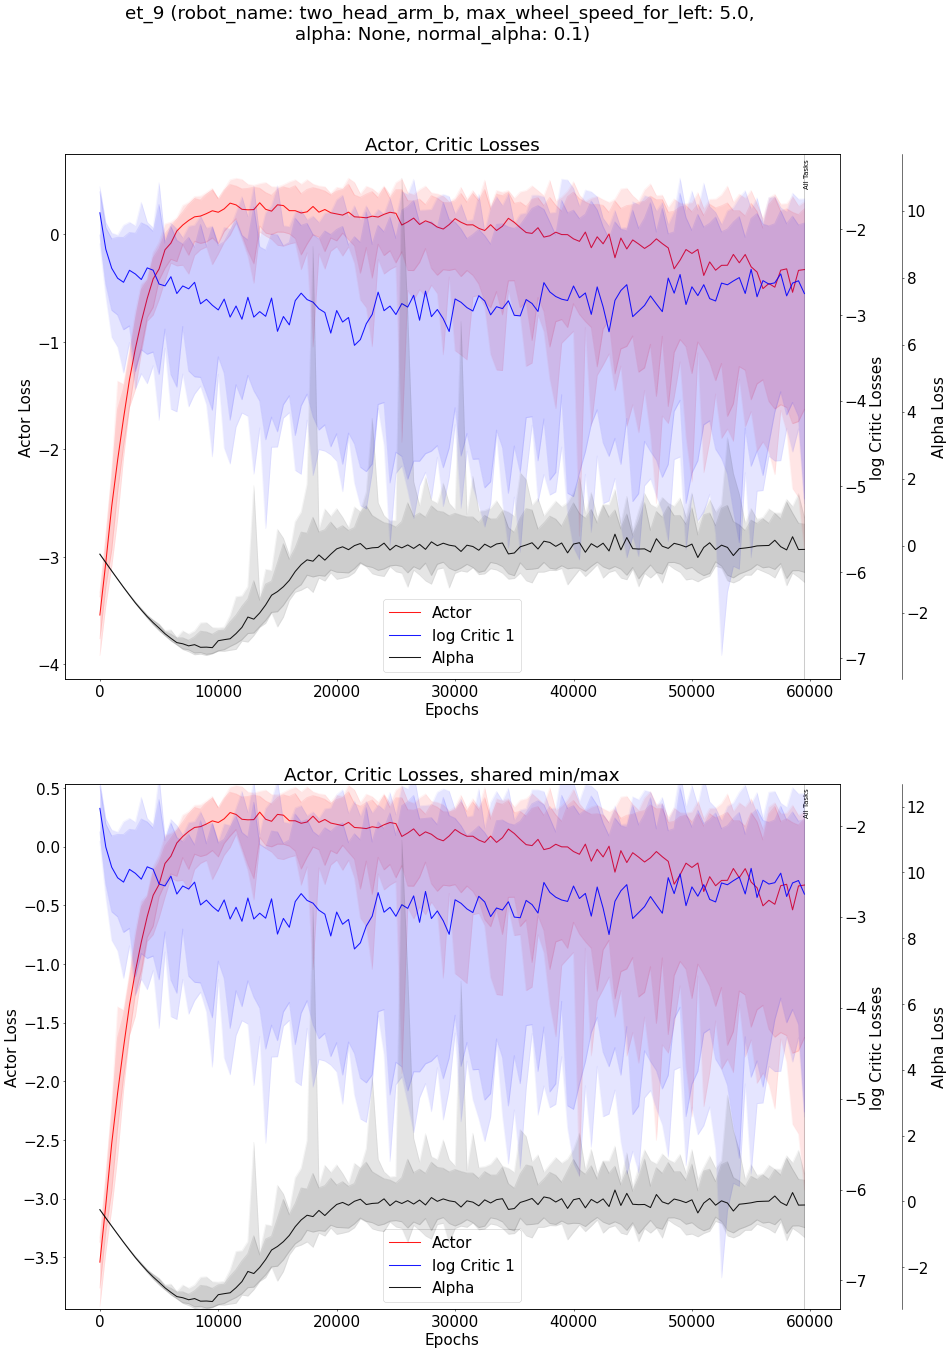 et_9 (robot_name: two_head_arm_b, max_wheel_speed_for_left: 5.0,
alpha: None, normal_alpha: 0.1)
Actor, Critic Losses
All Tasks
0
−1
−2
−3
−4
Actor Loss
−2
−3
−4
−5
−6
−7
log Critic Losses
10
8
6
4
2
0
−2
Alpha Loss
Actor
log Critic 1
Alpha
0 10000 20000 30000 40000 50000 60000
Epochs
Actor, Critic Losses, shared min/max
All Tasks
0.5
0.0
−0.5
−1.0
−1.5
−2.0
−2.5
−3.0
−3.5
Actor Loss
−2
−3
−4
−5
−6
−7
log Critic Losses
12
10
8
6
4
2
0
−2
Alpha Loss
Actor
log Critic 1
Alpha
0 10000 20000 30000 40000 50000 60000
Epochs